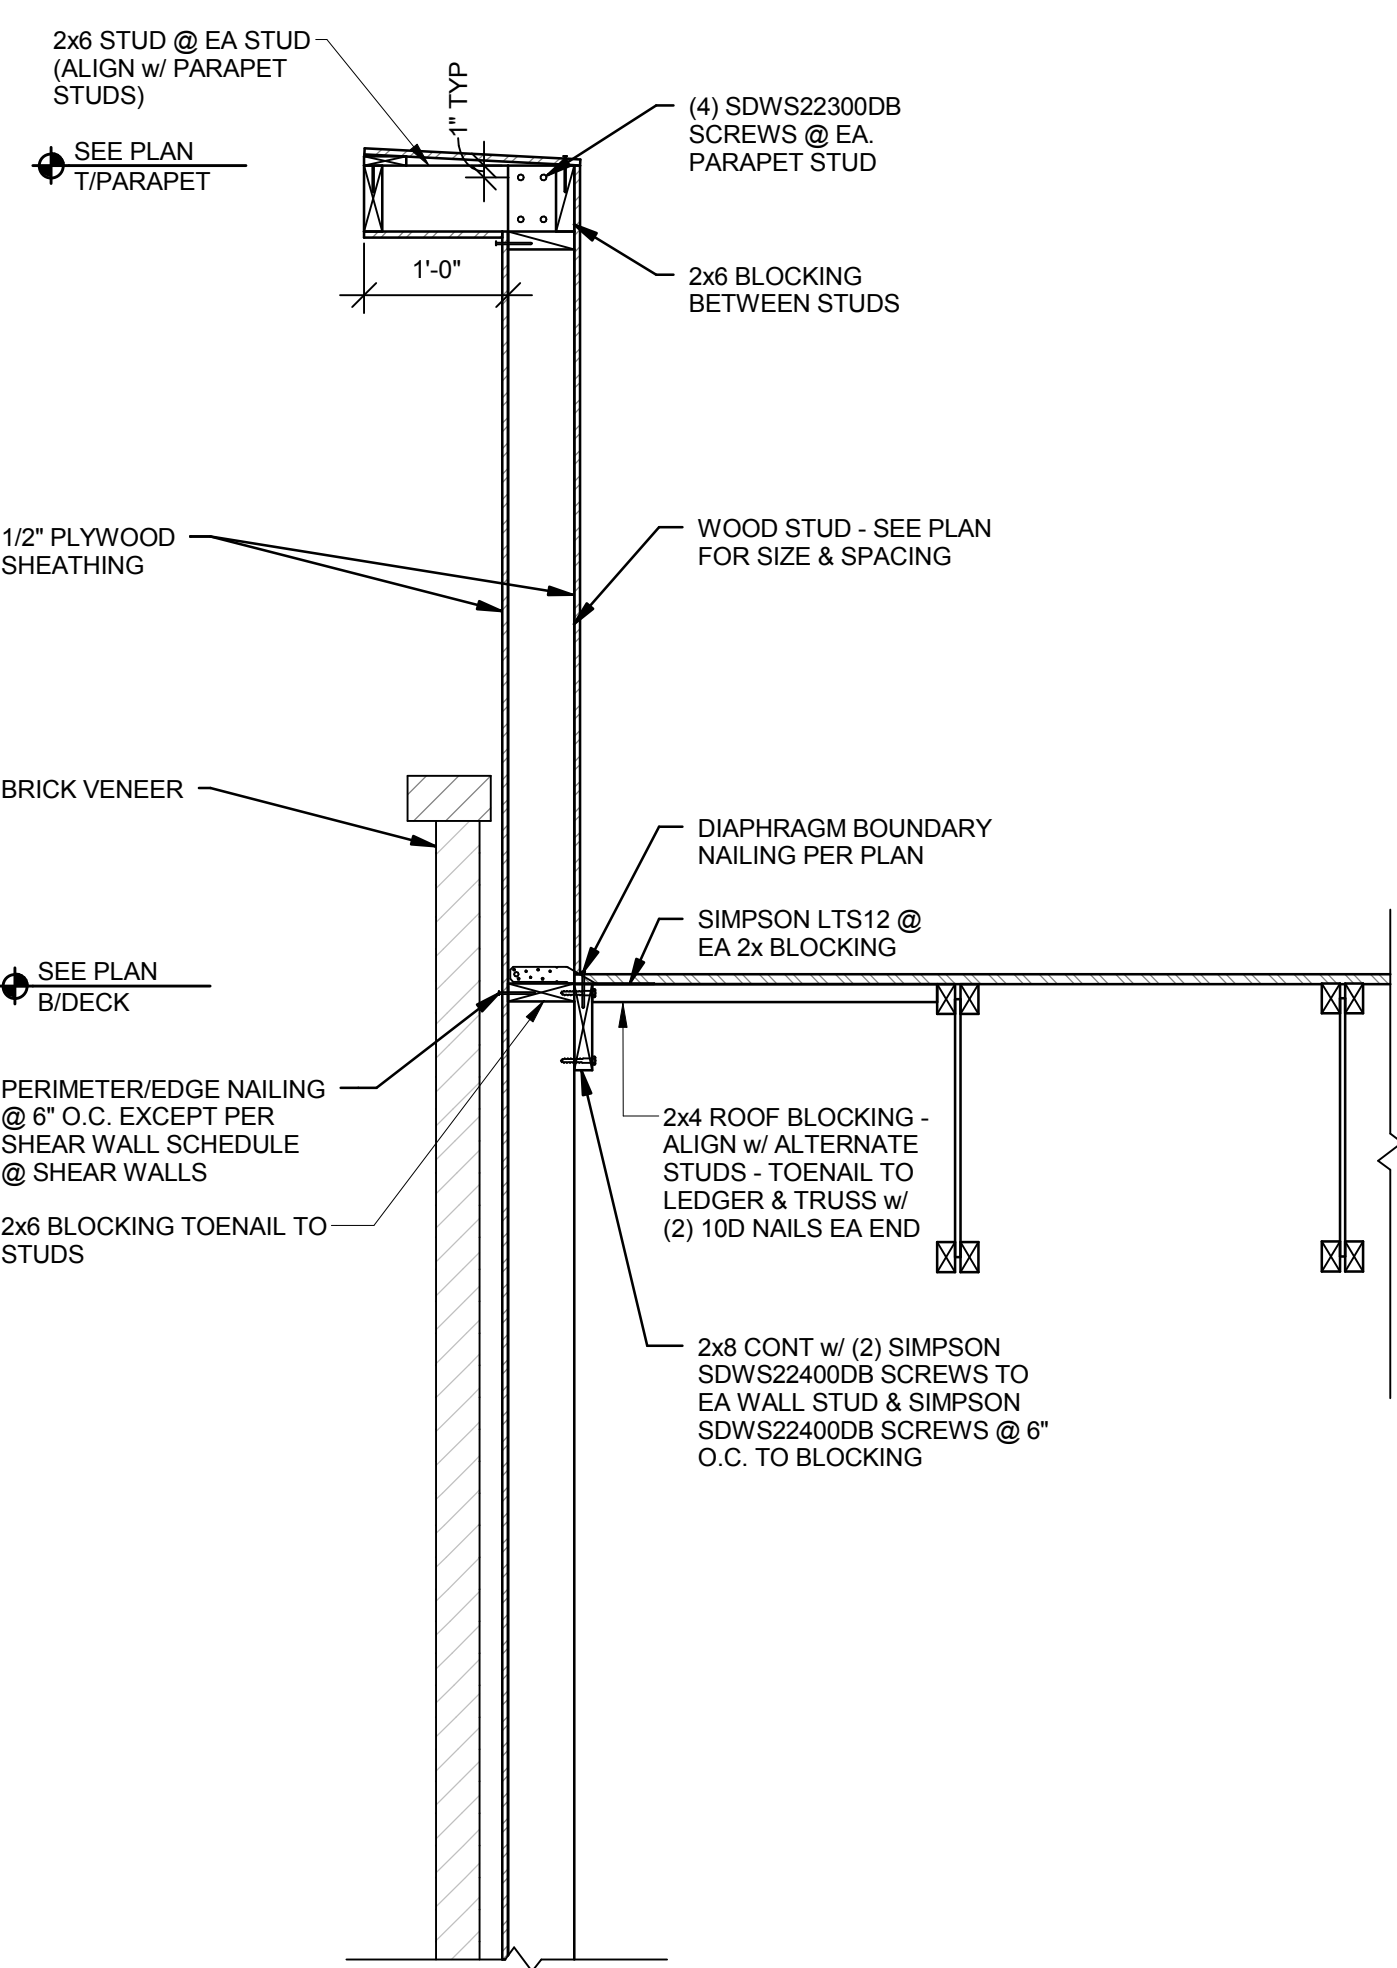 2x6 STUD @ EA STUD
(ALIGN w/ PARAPET
STUDS)
1" TYP
(4) SDWS22300DB
SCREWS @ EA.
PARAPET STUD
SEE PLAN
T/PARAPET
1'-0"
2x6 BLOCKING
BETWEEN STUDS
1/2" PLYWOOD
SHEATHING
WOOD STUD - SEE PLAN
FOR SIZE & SPACING
BRICK VENEER
DIAPHRAGM BOUNDARY
NAILING PER PLAN
SIMPSON LTS12 @
EA 2x BLOCKING
SEE PLAN
B/DECK
PERIMETER/EDGE NAILING
@ 6" O.C. EXCEPT PER
SHEAR WALL SCHEDULE
@ SHEAR WALLS
2x4 ROOF BLOCKING -
ALIGN w/ ALTERNATE
STUDS - TOENAIL TO
LEDGER & TRUSS w/
(2) 10D NAILS EA END
2x6 BLOCKING TOENAIL TO
STUDS
2x8 CONT w/ (2) SIMPSON
SDWS22400DB SCREWS TO
EA WALL STUD & SIMPSON
SDWS22400DB SCREWS @ 6"
O.C. TO BLOCKING